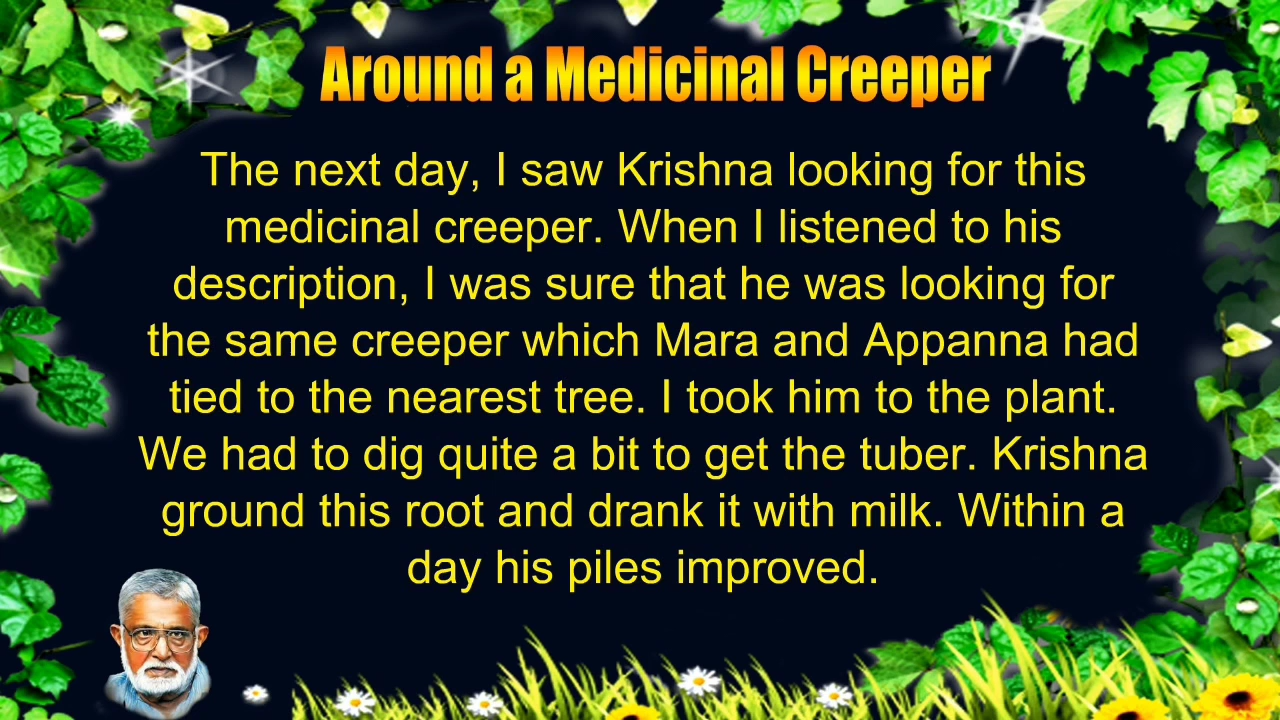 Around a Medicinal Creeper
The next day, I saw Krishna looking for this
medicinal creeper. When I listened to his
description, I was sure that he was looking for
the same creeper which Mara and Appanna had
tied to the nearest tree. I took him to the plant.
We had to dig quite a bit to get the tuber. Krishna
ground this root and drank it with milk. Within a
day his piles improved.